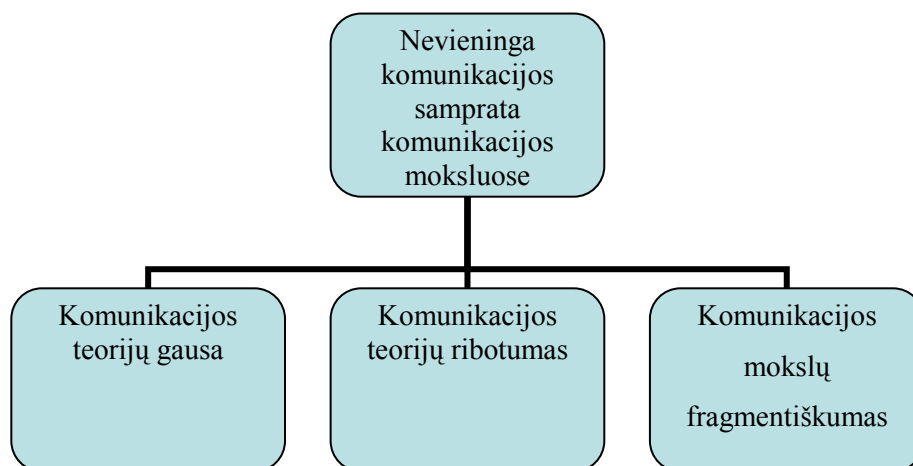 Nevieninga
komunikacijos
samprata
komunikacijos
moksluose
Komunikacijos
teorijų gausa
Komunikacijos
teorijų ribotumas
Komunikacijos
mokslų
fragmentiškumas